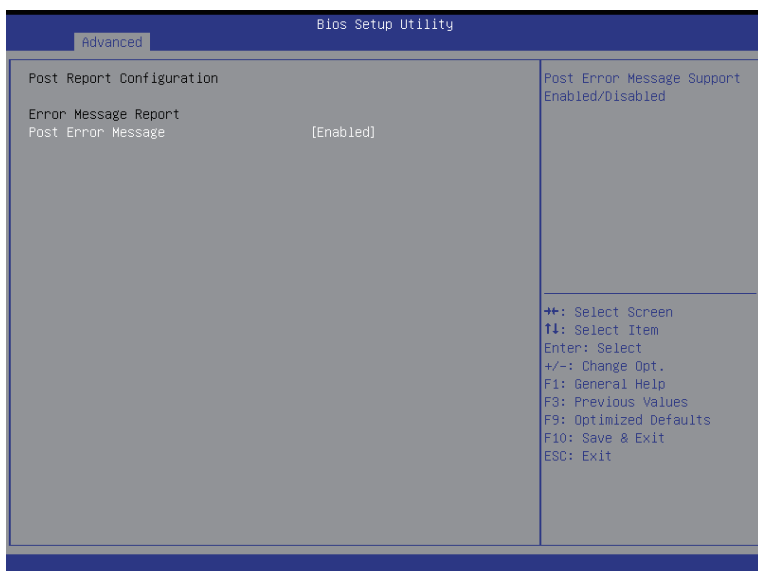 Bios Setup Utility
Advanced
Post Report Configuration
Error Message Report
Post Error Message [Enabled]
Post Error Message Support
Enabled/Disabled
→←: Select Screen
↑↓: Select Item
Enter: Select
+/-: Change Opt.
F1: General Help
F3: Previous Values
F9: Optimized Defaults
F10: Save & Exit
ESC: Exit